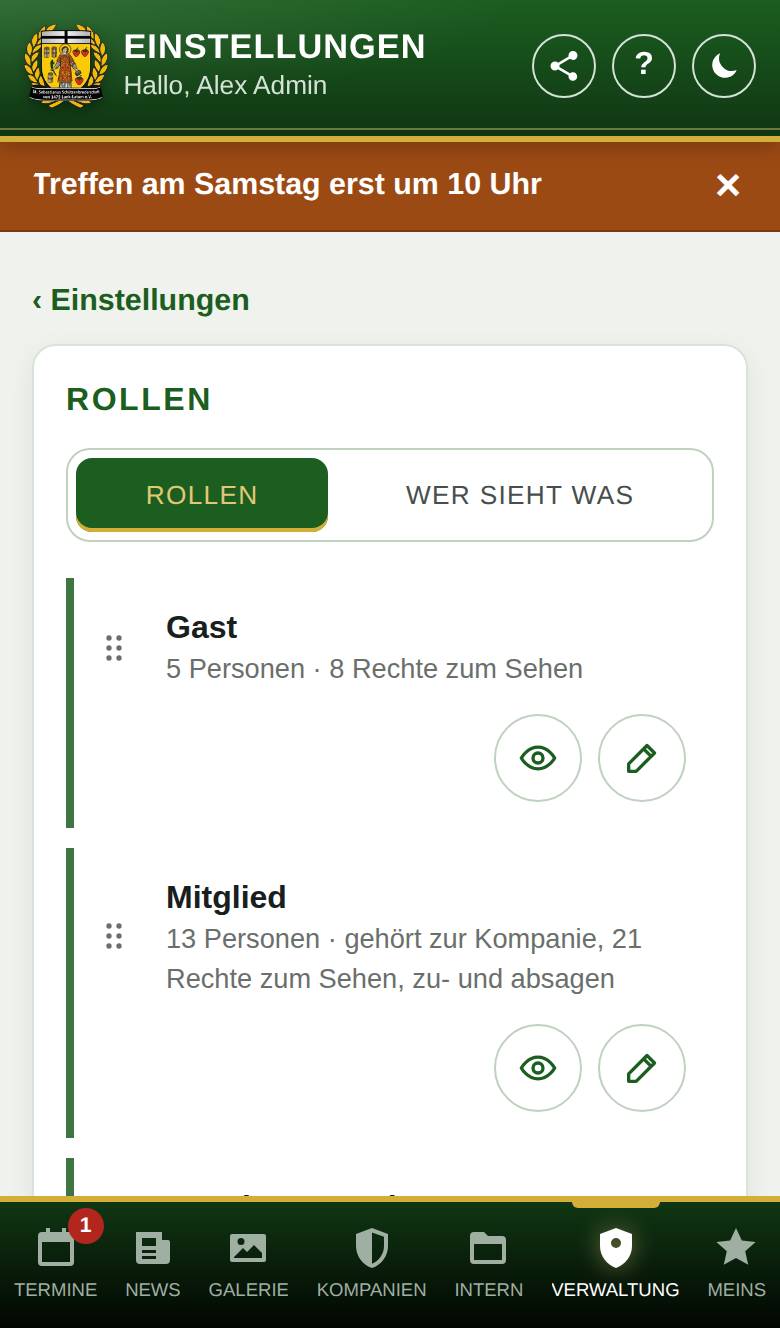 EINSTELLUNGEN
Hallo, Alex Admin
?
Treffen am Samstag erst um 10 Uhr
‹ Einstellungen
ROLLEN
ROLLEN
WER SIEHT WAS
Gast
5 Personen · 8 Rechte zum Sehen
Mitglied
13 Personen · gehört zur Kompanie, 21
Rechte zum Sehen, zu- und absagen
1
TERMINE
NEWS
GALERIE
KOMPANIEN
INTERN
VERWALTUNG
MEINS